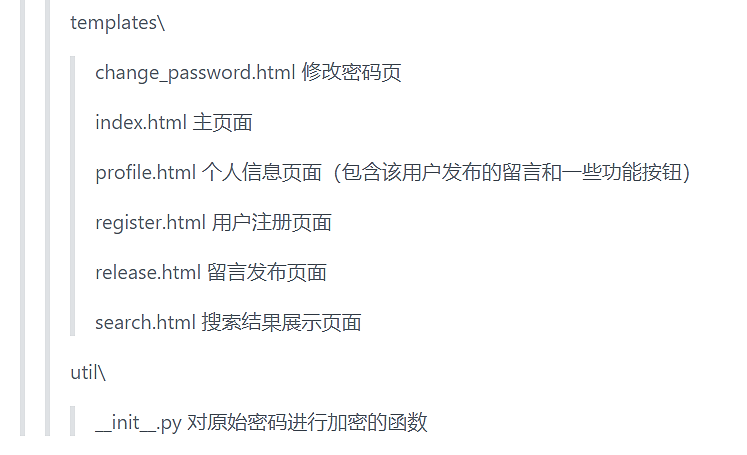 templates\
change_password.html 修改密码页
index.html 主页面
profile.html 个人信息页面（包含该用户发布的留言和一些功能按钮）
register.html 用户注册页面
release.html 留言发布页面
search.html 搜索结果展示页面
util\
__init__.py 对原始密码进行加密的函数